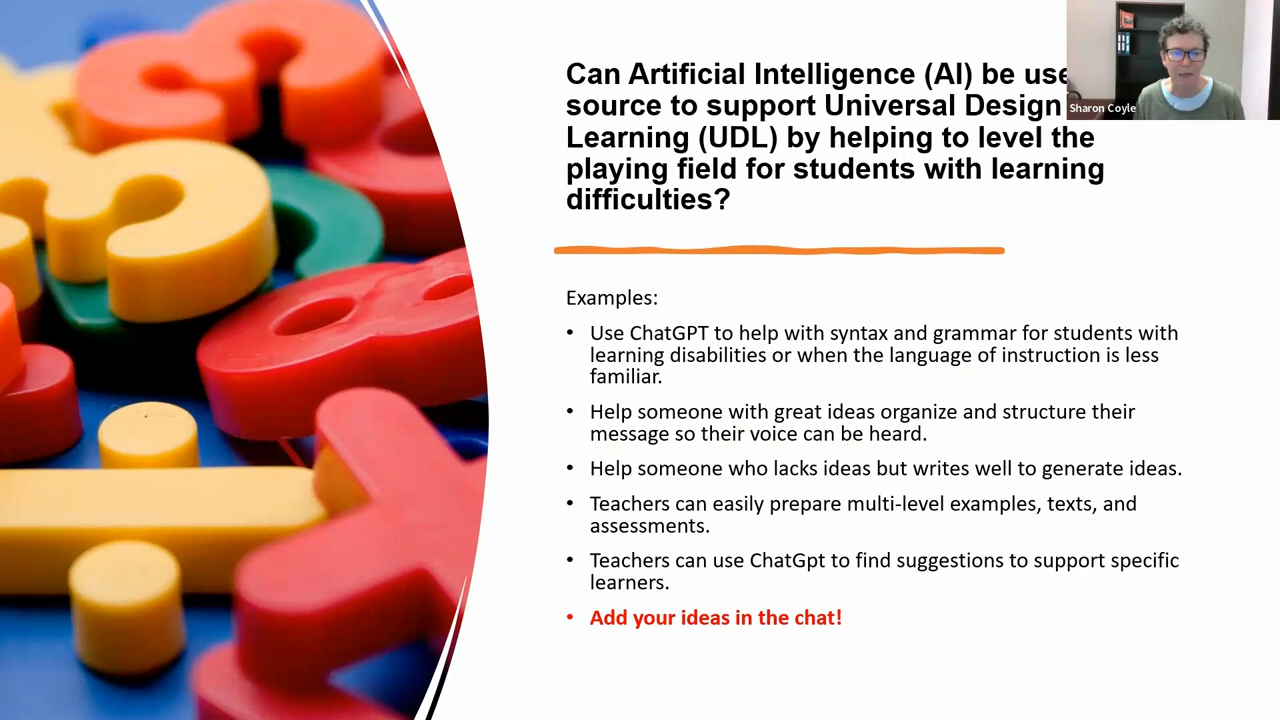 Can Artificial Intelligence (AI) be use
source to support Universal Design
Learning (UDL) by helping to level the
playing field for students with learning
difficulties?
Sharon Coyle
Examples:
• Use ChatGPT to help with syntax and grammar for students with
learning disabilities or when the language of instruction is less
familiar.
• Help someone with great ideas organize and structure their
message so their voice can be heard.
• Help someone who lacks ideas but writes well to generate ideas.
• Teachers can easily prepare multi-level examples, texts, and
assessments.
• Teachers can use ChatGpt to find suggestions to support specific
learners.
• Add your ideas in the chat!